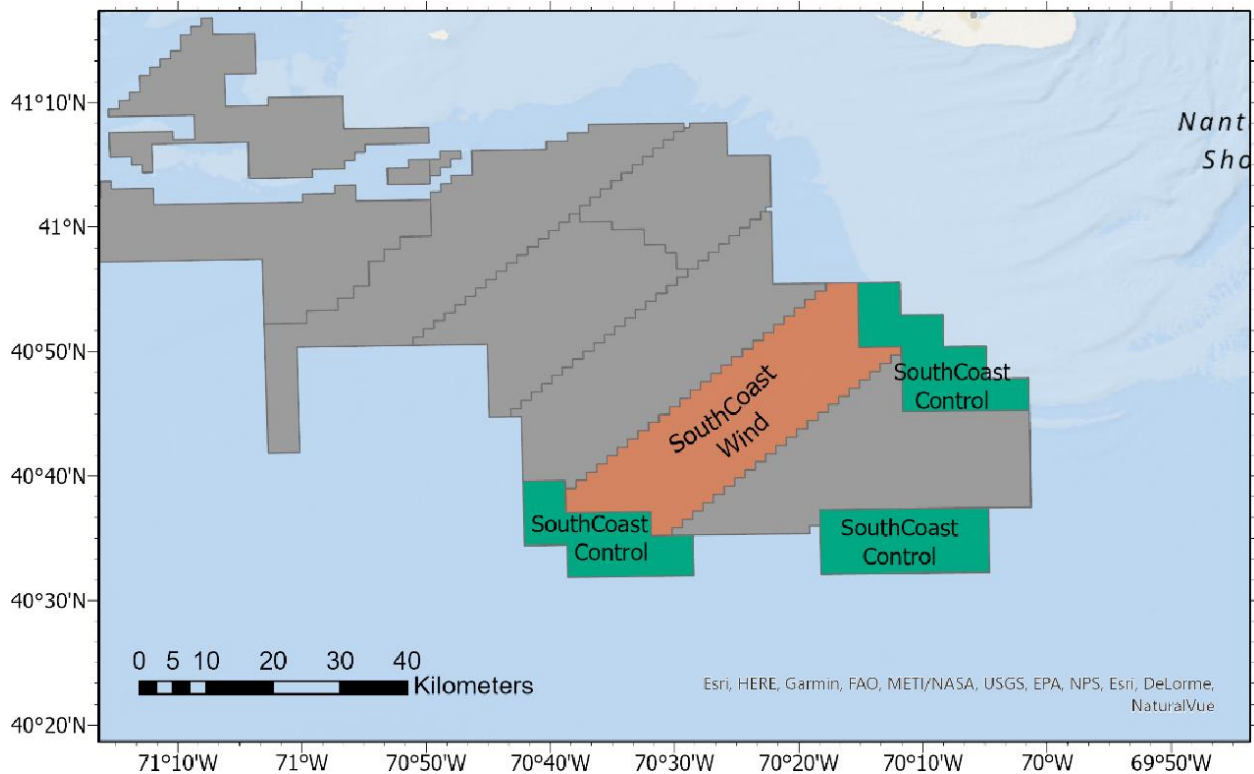 41°10'N
41°N
40°50'N
40°40'N
40°30'N
40°20'N
Nant
Sho
SouthCoast
Control
SouthCoast
Wind
SouthCoast
Control
SouthCoast
Control
0 5 10 20 30 40
Kilometers
Esri, HERE, Garmin, FAO, METI/NASA, USGS, EPA, NPS, Esri, DeLorme,
NaturalVue
71°10'W 71°W 70°50'W 70°40'W 70°30'W 70°20'W 70°10'W 70°W 69°50'W